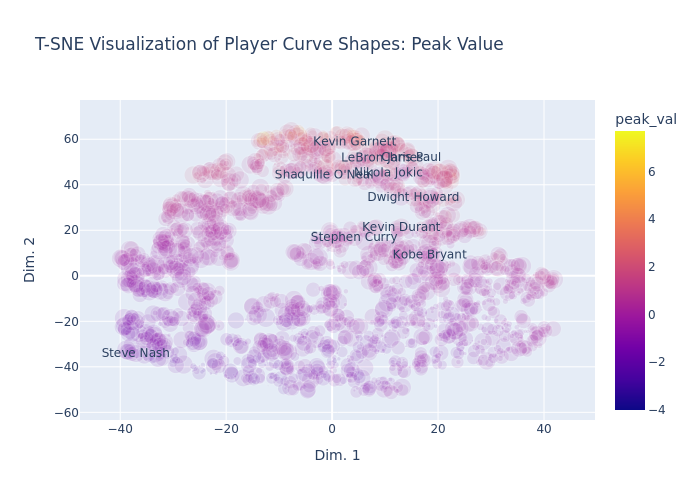 T-SNE Visualization of Player Curve Shapes: Peak Value
peak_val
Dim. 2
60
40
20
0
−20
−40
−60
Kevin Garnett
LeBron James
Chris Paul
Shaquille O'Neal
Nikola Jokic
Dwight Howard
Kevin Durant
Stephen Curry
Kobe Bryant
Steve Nash
6
4
2
0
−2
−4
−40
−20
0
20
40
Dim. 1